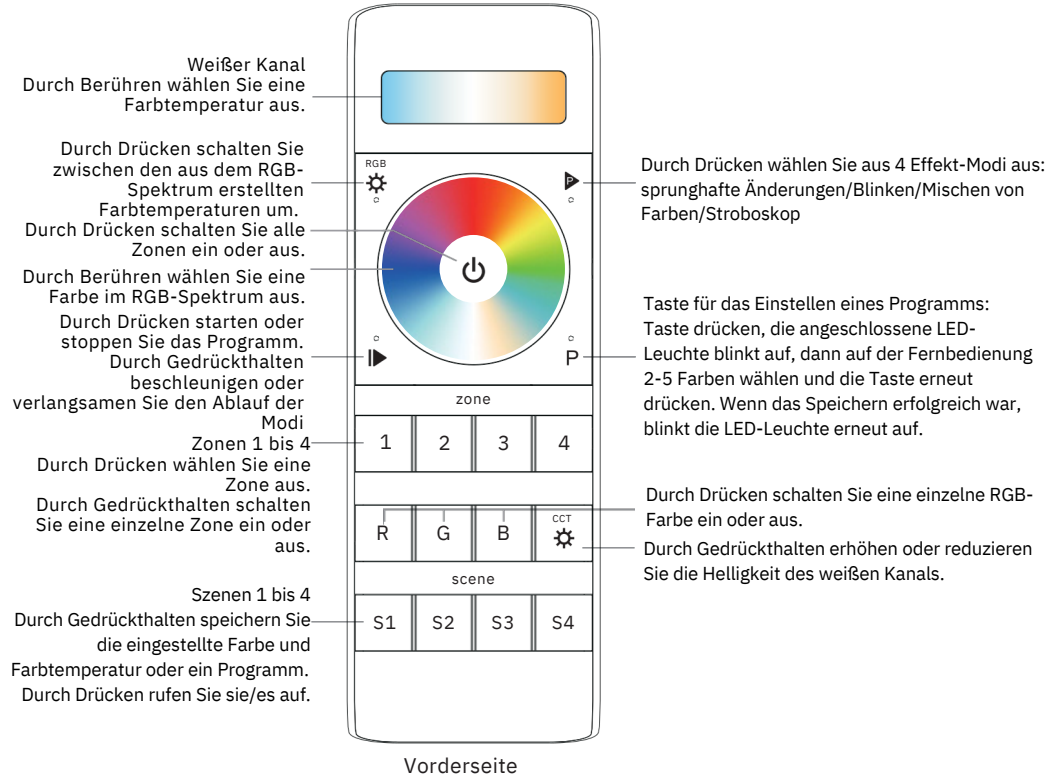 Weißer Kanal
Durch Berühren wählen Sie eine
Farbtemperatur aus.
Durch Drücken schalten Sie
zwischen den aus dem RGB-
Spektrum erstellten
Farbtemperaturen um.
Durch Drücken schalten Sie alle
Zonen ein oder aus.
Durch Berühren wählen Sie eine
Farbe im RGB-Spektrum aus.
Durch Drücken starten oder
stoppen Sie das Programm.
Durch Gedrückthalten
beschleunigen oder
verlangsamen Sie den Ablauf der
Modi
Zonen 1 bis 4
Durch Drücken wählen Sie eine
Zone aus.
Durch Gedrückthalten schalten
Sie eine einzelne Zone ein oder
aus.
Szenen 1 bis 4
Durch Gedrückthalten speichern Sie
die eingestellte Farbe und
Farbtemperatur oder ein Programm.
Durch Drücken rufen Sie sie/es auf.
RGB
P
P
zone
1 2 3 4
R G B CCT
scene
S1 S2 S3 S4
Durch Drücken wählen Sie aus 4 Effekt-Modi aus:
sprunghafte Änderungen/Blinken/Mischen von
Farben/Stroboskop
Taste für das Einstellen eines Programms:
Taste drücken, die angeschlossene LED-
Leuchte blinkt auf, dann auf der Fernbedienung
2-5 Farben wählen und die Taste erneut
drücken. Wenn das Speichern erfolgreich war,
blinkt die LED-Leuchte erneut auf.
Durch Drücken schalten Sie eine einzelne RGB-
Farbe ein oder aus.
Durch Gedrückthalten erhöhen oder reduzieren
Sie die Helligkeit des weißen Kanals.
Vorderseite